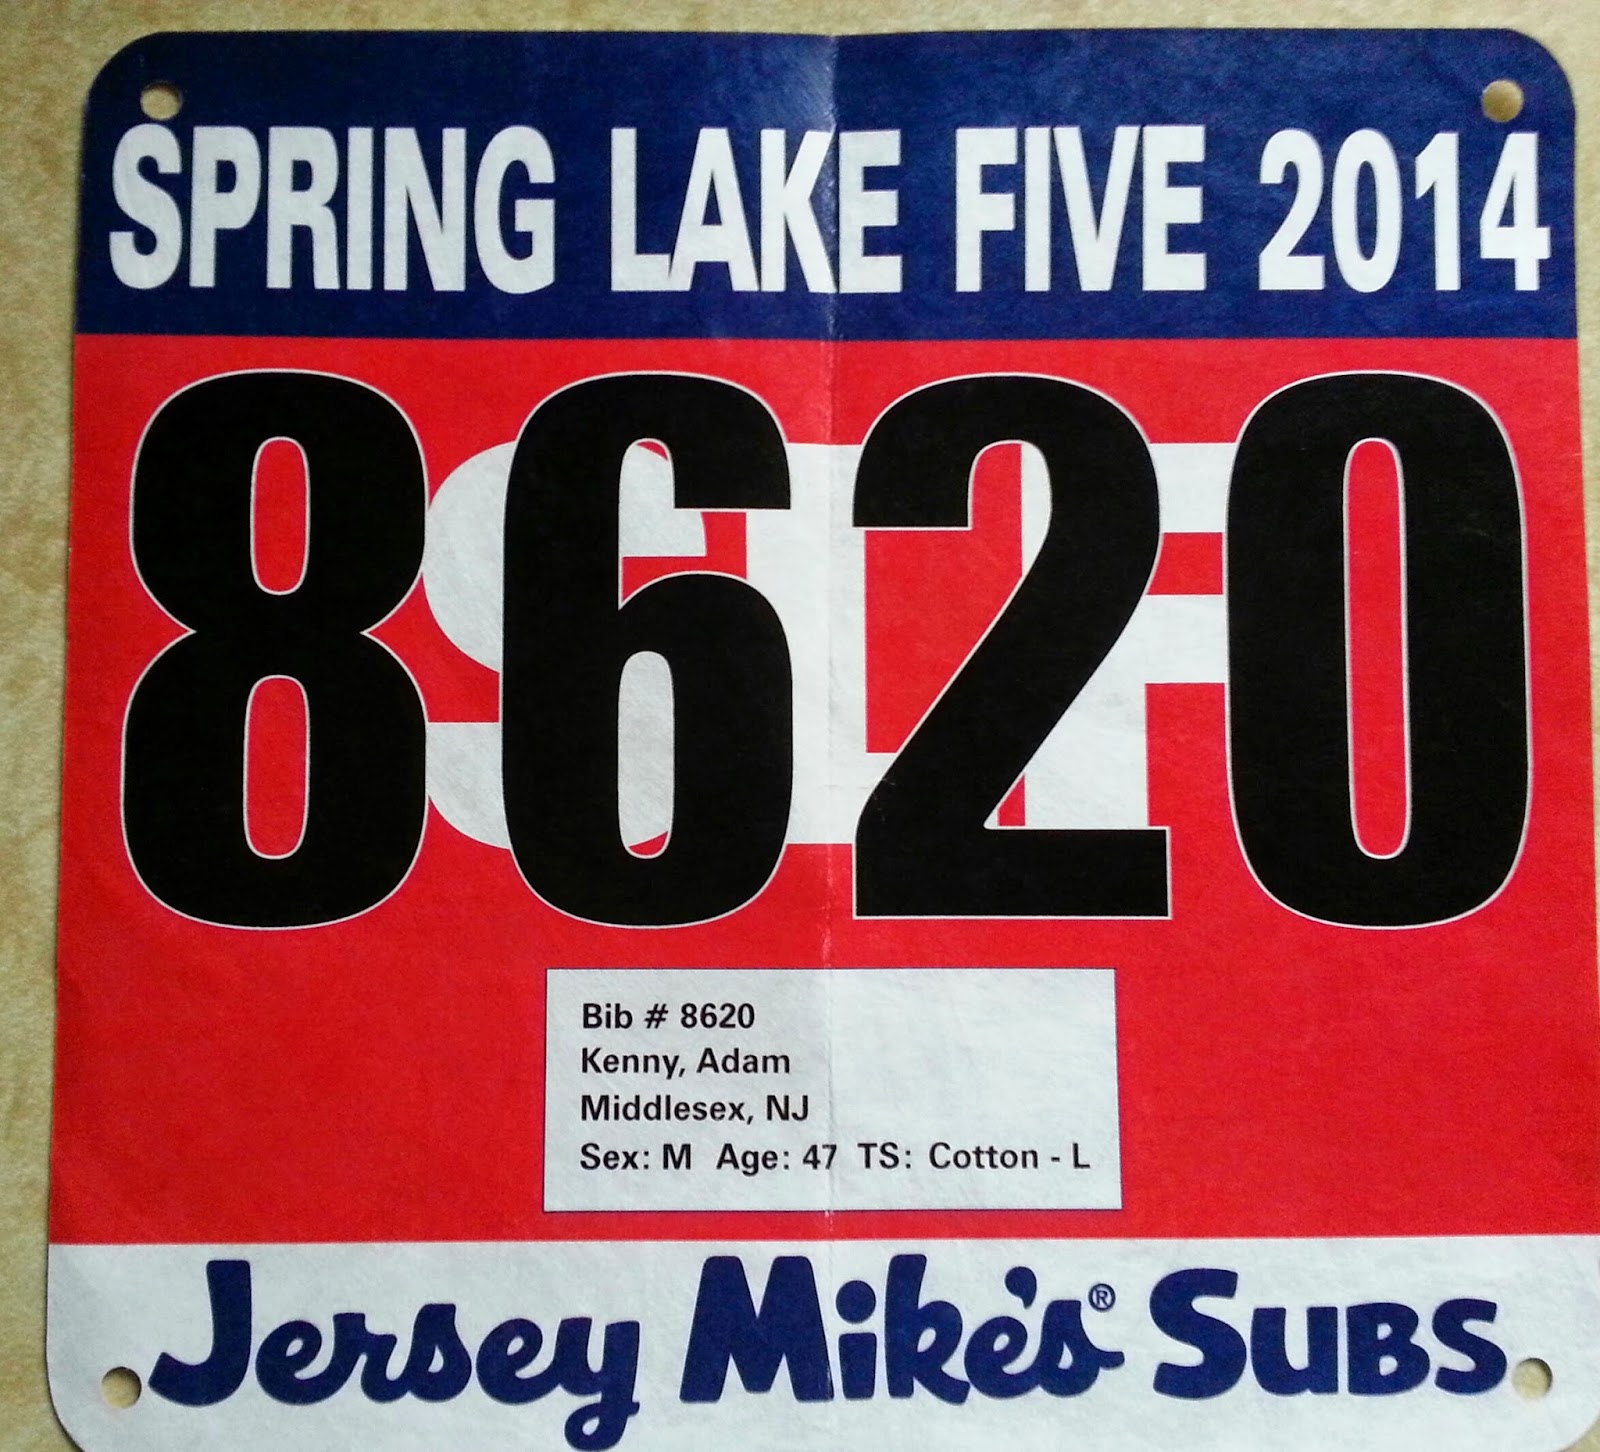 SPRING LAKE FIVE 2014
8620
Bib # 8620
Kenny, Adam
Middlesex, NJ
Sex: M Age: 47 TS: Cotton - L
Jersey Mike's® SUBS